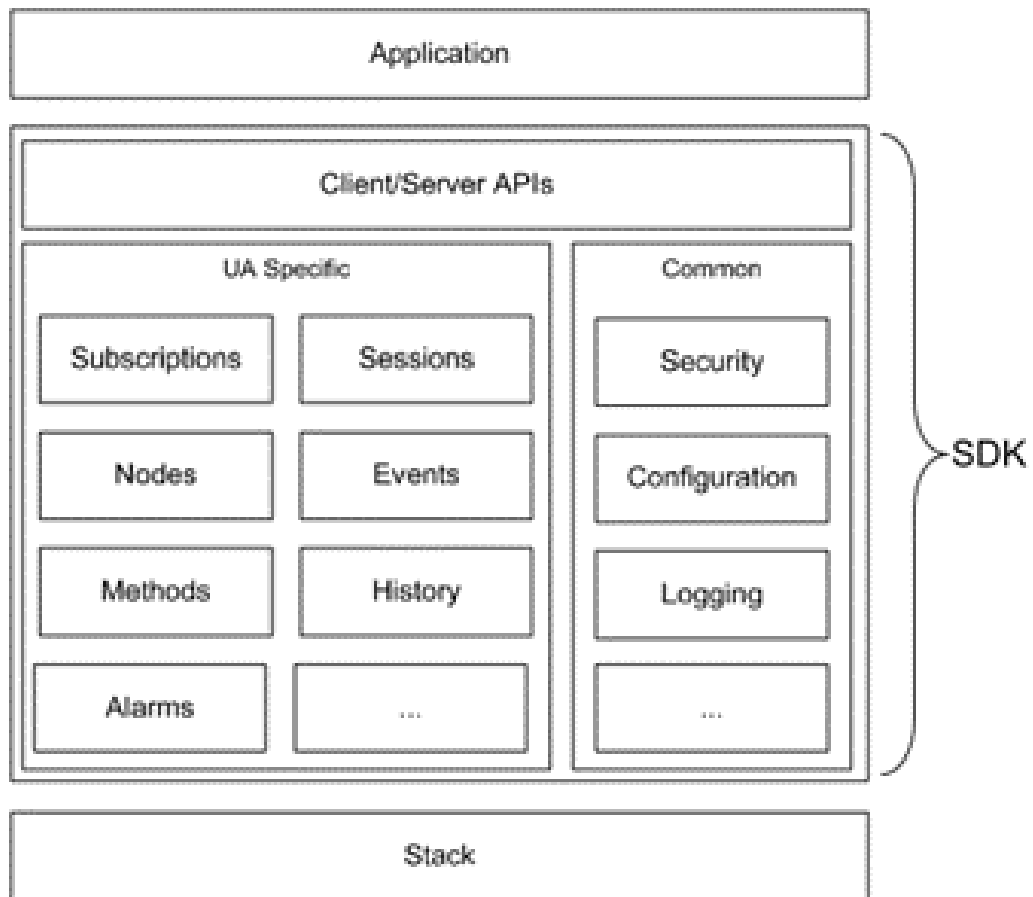 Application
Client/Server APIs
UA Specific
Common
Subscriptions
Sessions
Security
Nodes
Events
Configuration
Methods
History
Logging
Alarms
...
...
SDK
Stack